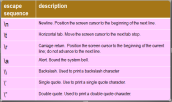 escape sequence description
\n Newline. Position the screen cursor to the beginning of the next line.
\t Horizontal tab. Move the screen cursor to the next tab stop.
\r Carriage return. Position the screen cursor to the beginning of the current line; do not advance to the next line.
\a Alert. Sound the system bell.
\\ Backslash. Used to print a backslash character
\' Single quote. Use to print a single quote character
\" Double quote. Used to print a double quote character